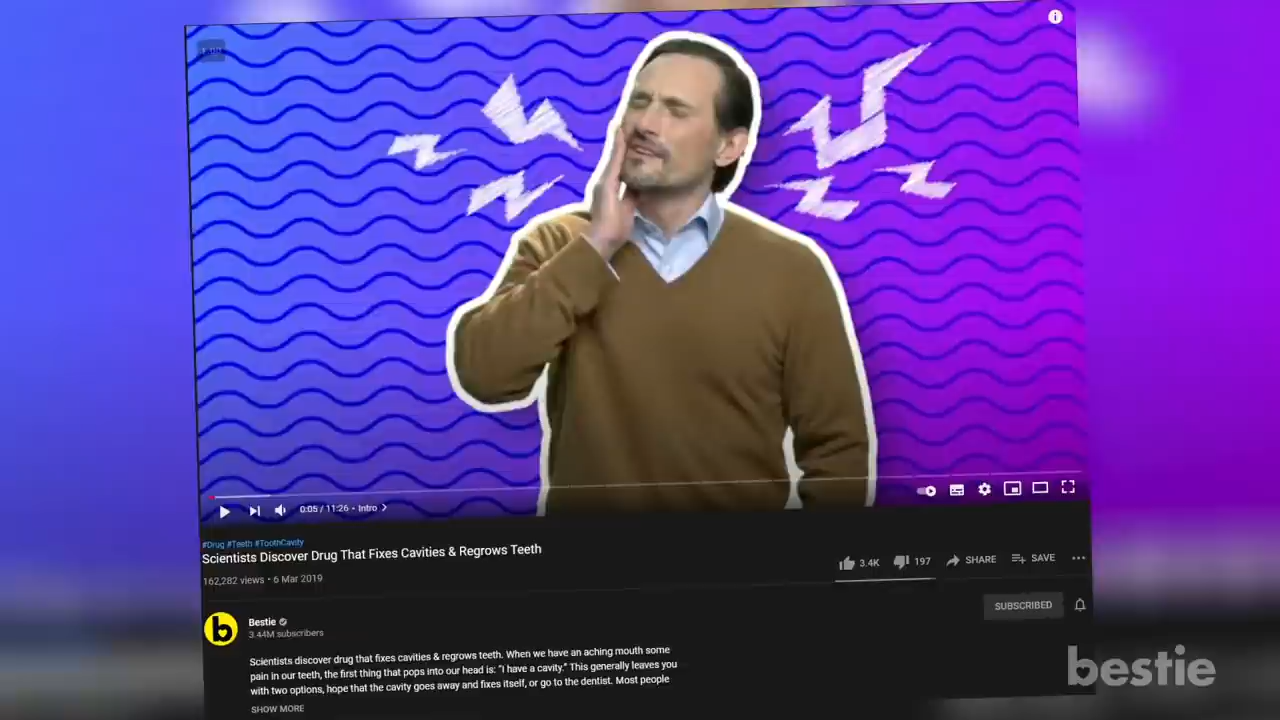 0:05 / 11:26 • Intro
#Drug #Teeth #ToothCavity
Scientists Discover Drug That Fixes Cavities & Regrows Teeth
162,282 views • 6 Mar 2019
3.4K
197
SHARE
SAVE
Bestie
3.44M subscribers
SUBSCRIBED
Scientists discover drug that fixes cavities & regrows teeth. When we have an aching mouth some
pain in our teeth, the first thing that pops into our head is: “I have a cavity.” This generally leaves you
with two options, hope that the cavity goes away and fixes itself, or go to the dentist. Most people
SHOW MORE
bestie